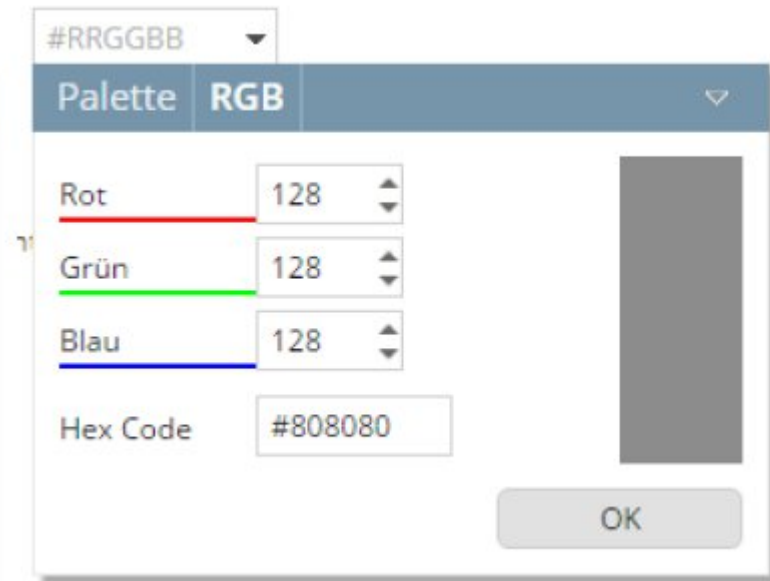 #RRGGBB
Palette RGB
Rot 128
Grün 128
Blau 128
Hex Code #808080
OK